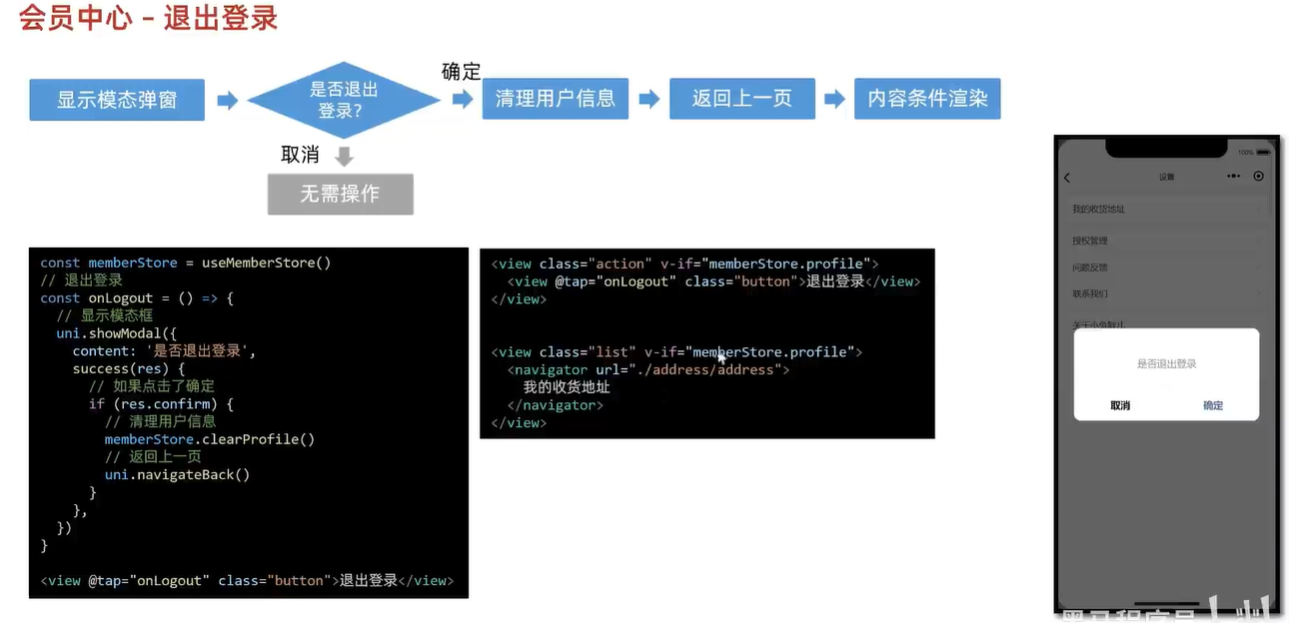 会员中心 – 退出登录
显示模态弹窗
是否退出
登录?
确定
清理用户信息
返回上一页
内容条件渲染
取消
无需操作
const memberStore = useMemberStore()
// 退出登录
const onLogout = () => {
  // 显示模态框
  uni.showModal({
    content: '是否退出登录',
    success(res) {
      // 如果点击了确定
      if (res.confirm) {
        // 清理用户信息
        memberStore.clearProfile()
        // 返回上一页
        uni.navigateBack()
      }
    },
  })
}
<view @tap="onLogout" class="button">退出登录</view>
<view class="action" v-if="memberStore.profile">
  <view @tap="onLogout" class="button">退出登录</view>
</view>
<view class="list" v-if="memberStore.profile">
  <navigator url="./address/address">
    我的收货地址
  </navigator>
</view>
100%
设置
我的收货地址
授权管理
问题反馈
联系我们
是否退出登录
取消
确定
黑马程序员